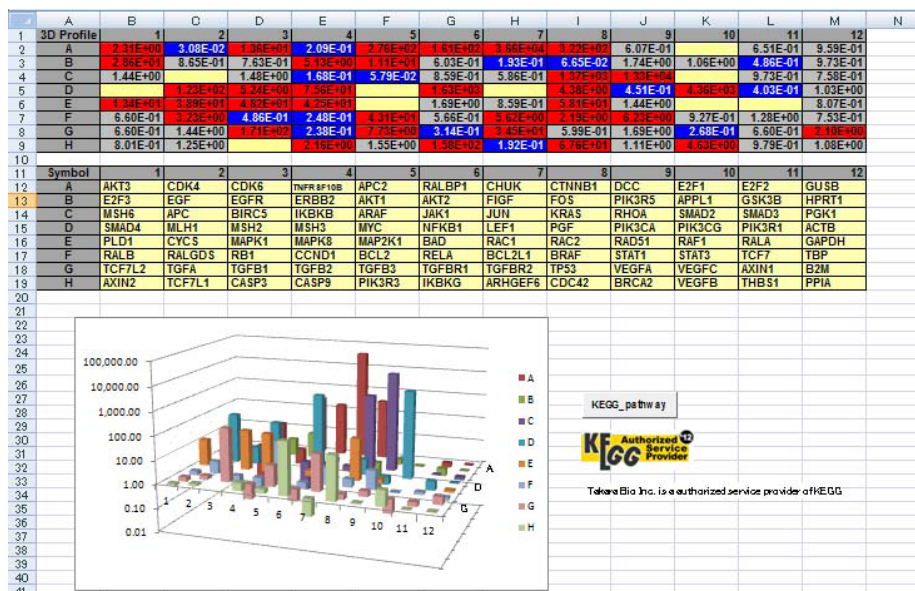 A B C D E F G H I J K L M N
1 3D Profile 1 2 3 4 5 6 7 8 9 10 11 12
2 A 2.31E+00 3.08E-02 1.36E+01 2.09E-01 2.76E+02 1.61E+02 3.66E+04 3.22E+02 6.07E-01 6.51E-01 9.59E-01
3 B 2.86E+01 8.65E-01 7.63E-01 5.13E+00 1.11E+01 6.03E-01 1.93E-01 6.65E-02 1.74E+00 1.06E+00 4.86E-01 9.73E-01
4 C 1.44E+00 1.48E+00 1.68E-01 5.79E-02 8.59E-01 5.86E-01 1.37E+03 1.33E+04 9.73E-01 7.58E-01
5 D 1.23E+02 5.24E+00 7.56E+01 1.63E+03 4.38E+00 4.51E-01 4.36E+03 4.03E-01 1.03E+00
6 E 1.34E+01 3.89E+01 4.82E+01 4.25E+01 1.69E+00 8.59E-01 5.81E+01 1.44E+00 8.07E-01
7 F 6.60E-01 3.23E+00 4.86E-01 2.48E-01 4.31E+01 5.66E-01 5.62E+00 2.19E+00 6.23E+00 9.27E-01 1.28E+00 7.53E-01
8 G 6.60E-01 1.44E+00 1.71E+02 2.38E-01 7.73E+00 3.14E-01 3.45E+01 5.99E-01 1.69E+00 2.68E-01 6.60E-01 2.10E+00
9 H 8.01E-01 1.25E+00 2.16E+00 1.55E+00 1.58E+02 1.92E-01 6.76E+01 1.11E+00 4.63E+00 9.79E-01 1.08E+00
10
11 Symbol 1 2 3 4 5 6 7 8 9 10 11 12
12 A AKT3 CDK4 CDK6 TNFRSF10B APC2 RALBP1 CHUK CTNNB1 DCC E2F1 E2F2 GUSB
13 B E2F3 EGF EGFR ERBB2 AKT1 AKT2 FIGF FOS PIK3R5 APPL1 GSK3B HPRT1
14 C MSH6 APC BIRC5 IKBKB ARAF JAK1 JUN KRAS RHOA SMAD2 SMAD3 PGK1
15 D SMAD4 MLH1 MSH2 MSH3 MYC NFKB1 LEF1 PGF PIK3CA PIK3CG PIK3R1 ACTB
16 E PLD1 CYCS MAPK1 MAPK8 MAP2K1 BAD RAC1 RAC2 RAD51 RAF1 RALA GAPDH
17 F RALB RALGDS RB1 CCND1 BCL2 RELA BCL2L1 BRAF STAT1 STAT3 TCF7 TBP
18 G TCF7L2 TGFA TGFB1 TGFB2 TGFB3 TGFBR1 TGFBR2 TP53 VEGFA VEGFC AXIN1 B2M
19 H AXIN2 TCF7L1 CASP3 CASP9 PIK3R3 IKBKG ARHGEF6 CDC42 BRCA2 VEGFB THBS1 PPIA
20
21
22
23
24
25
26
27
28
29
30
31
32
33
34
35
36
37
38
39
40
100,000.00
10,000.00
1,000.00
100.00
10.00
1.00
0.10
0.01
1 2 3 4 5 6 7 8 9 10 11 12
A
D
G
A
B
C
D
E
F
G
H
KEGG_pathway
KEGG Authorized Service Provider '12
Takara Bio Inc. is a authorized service provider of KEGG